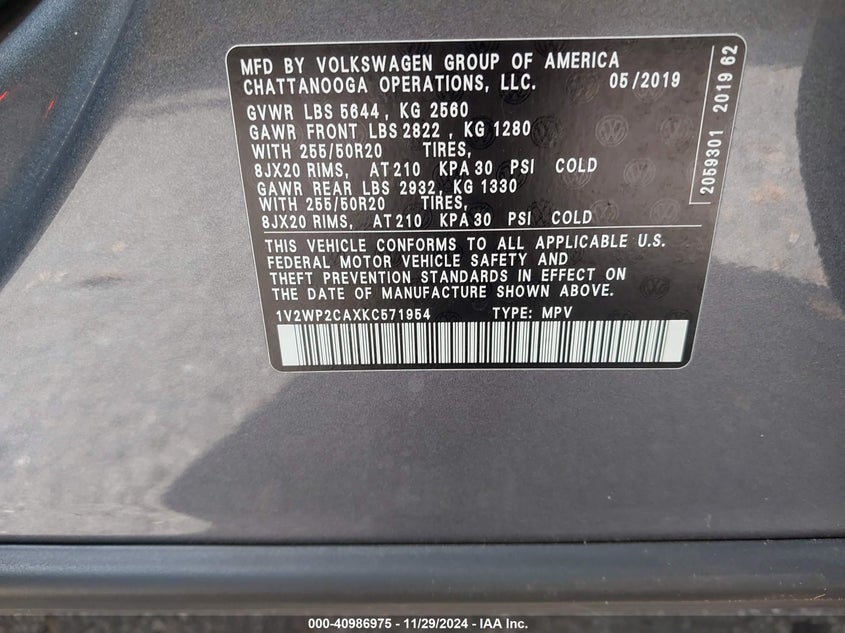 MFD BY VOLKSWAGEN GROUP OF AMERICA
CHATTANOOGA OPERATIONS, LLC. 05/2019
GVWR LBS 5644 , KG 2560
GAWR FRONT LBS 2822 , KG 1280
WITH 255/50R20 TIRES,
8JX20 RIMS, AT 210 KPA 30 PSI COLD
GAWR REAR LBS 2932, KG 1330
WITH 255/50R20 TIRES,
8JX20 RIMS, AT 210 KPA 30 PSI COLD
THIS VEHICLE CONFORMS TO ALL APPLICABLE U.S.
FEDERAL MOTOR VEHICLE SAFETY AND
THEFT PREVENTION STANDARDS IN EFFECT ON
THE DATE OF MANUFACTURE SHOWN ABOVE.
1V2WP2CAXKC571954 TYPE: MPV
2059301 2019 62
000-40986975 - 11/29/2024 - IAA Inc.